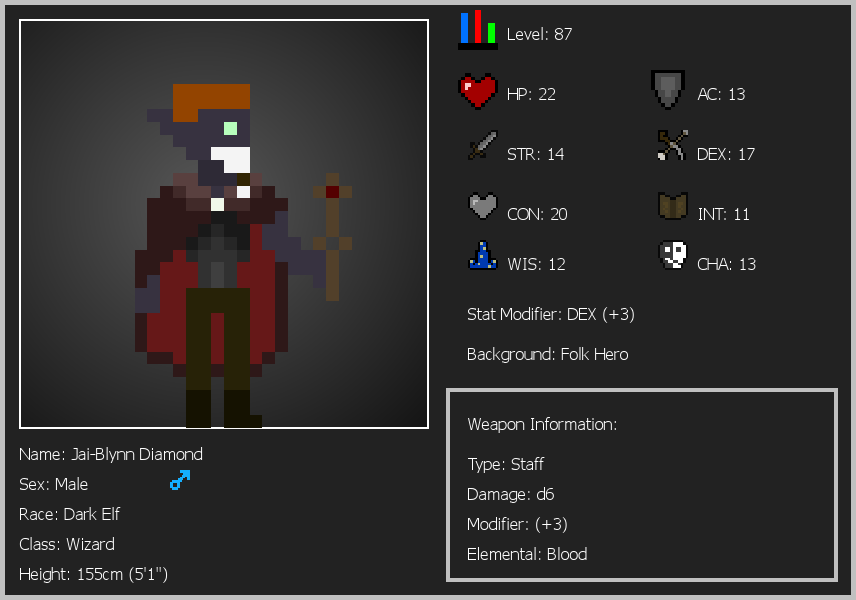 Level: 87
HP: 22
AC: 13
STR: 14
DEX: 17
CON: 20
INT: 11
WIS: 12
CHA: 13
Stat Modifier: DEX (+3)
Background: Folk Hero
Weapon Information:
Type: Staff
Damage: d6
Modifier: (+3)
Elemental: Blood
Name: Jai-Blynn Diamond
Sex: Male
Race: Dark Elf
Class: Wizard
Height: 155cm (5'1")